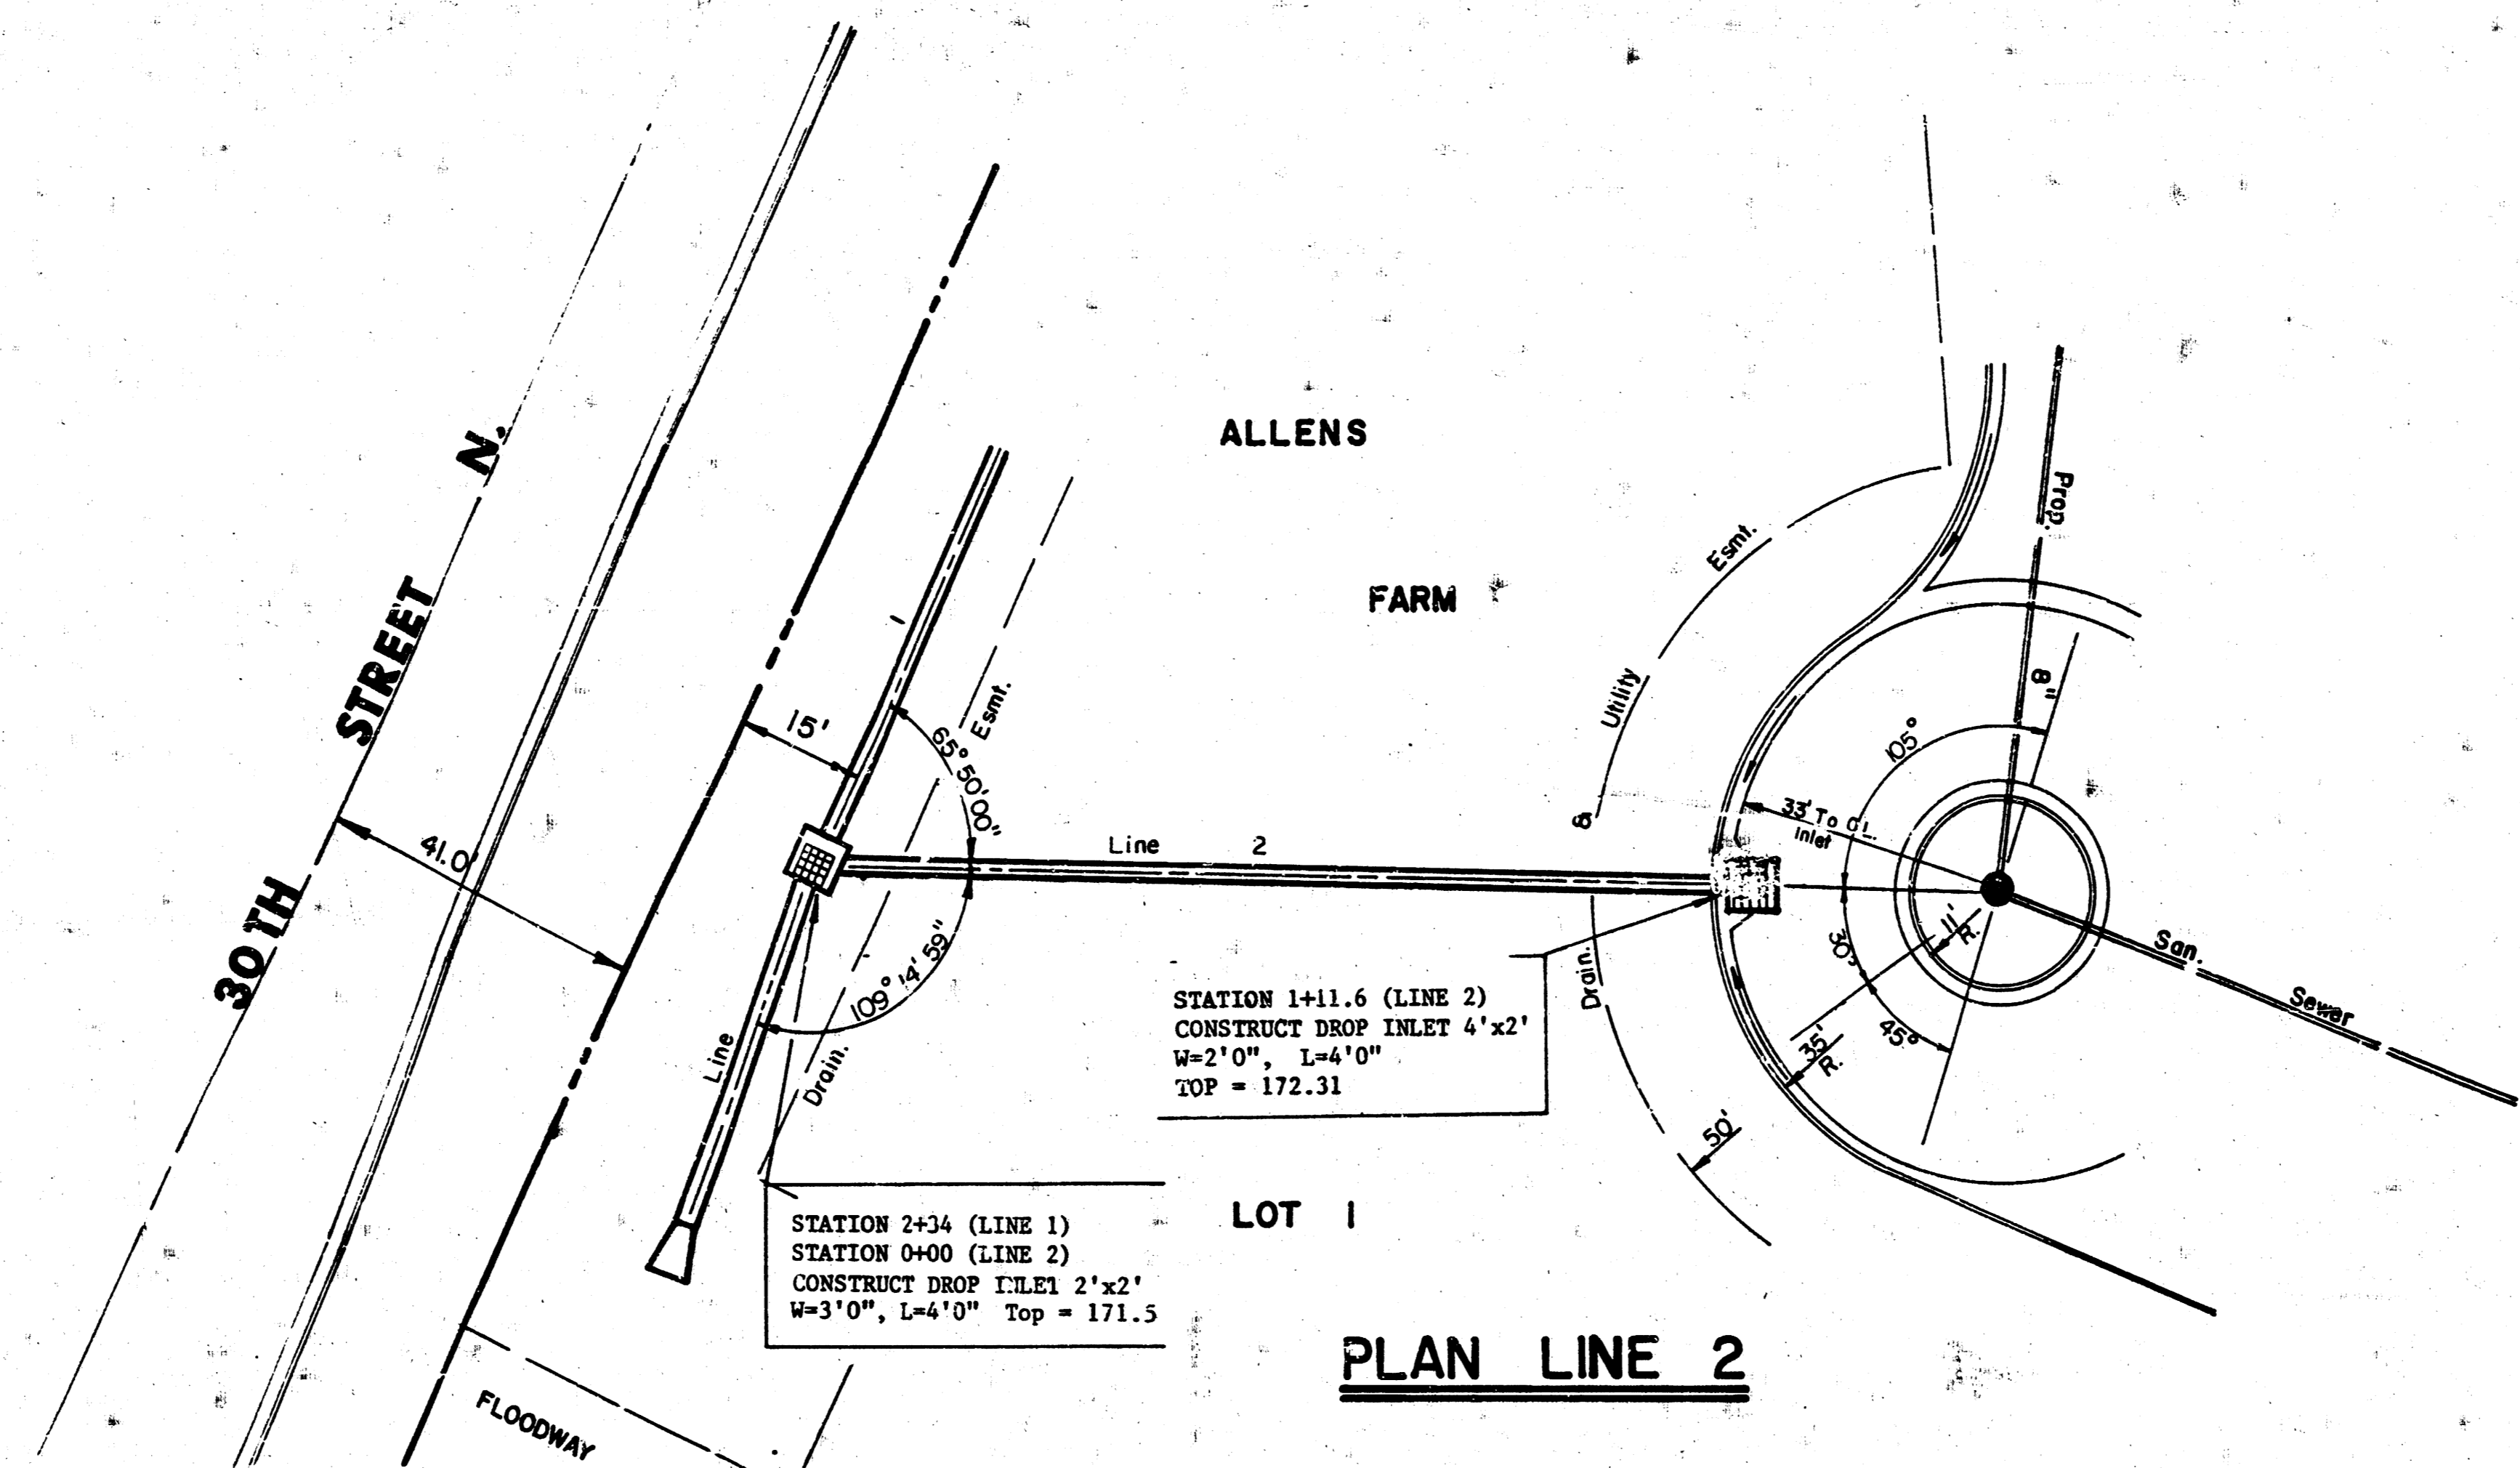 30TH STREET N.
41.0'
15'
ALLENS
FARM
65° 50' 00"
109° 14' 59"
Line 1
Line 2
Drain. Esmt.
Drain. & Utility Esmt.
Prop. 8" San. Sewer
105°
33' To
Inlet
30°
45°
11' R.
35' R.
50'
STATION 1+11.6 (LINE 2)
CONSTRUCT DROP INLET 4'x2'
W=2'0", L=4'0"
TOP = 172.31
STATION 2+34 (LINE 1)
STATION 0+00 (LINE 2)
CONSTRUCT DROP INLET 2'x2'
W=3'0", L=4'0" Top = 171.5
LOT 1
PLAN LINE 2
FLOODWAY